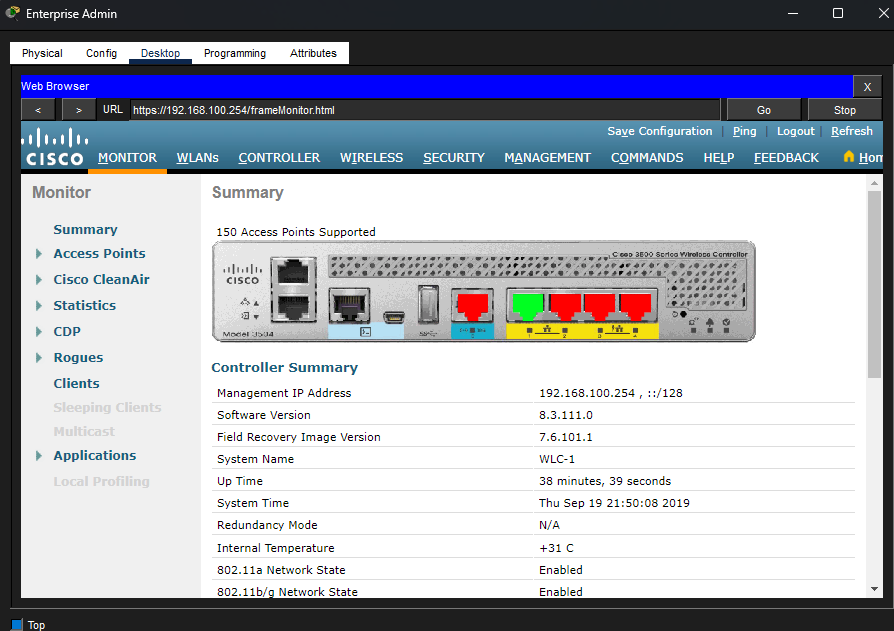 Enterprise Admin
Physical Config Desktop Programming Attributes
Web Browser X
< > URL https://192.168.100.254/frameMonitor.html Go Stop
Save Configuration | Ping | Logout | Refresh
CISCO MONITOR WLANs CONTROLLER WIRELESS SECURITY MANAGEMENT COMMANDS HELP FEEDBACK Hom
Monitor
Summary
Access Points
Cisco CleanAir
Statistics
CDP
Rogues
Clients
Sleeping Clients
Multicast
Applications
Local Profiling
Summary
150 Access Points Supported
Cisco 3500 Series Wireless Controller
CISCO
Model 3504
1 2 3 4
Controller Summary
Management IP Address 192.168.100.254 , ::/128
Software Version 8.3.111.0
Field Recovery Image Version 7.6.101.1
System Name WLC-1
Up Time 38 minutes, 39 seconds
System Time Thu Sep 19 21:50:08 2019
Redundancy Mode N/A
Internal Temperature +31 C
802.11a Network State Enabled
802.11b/g Network State Enabled
Top